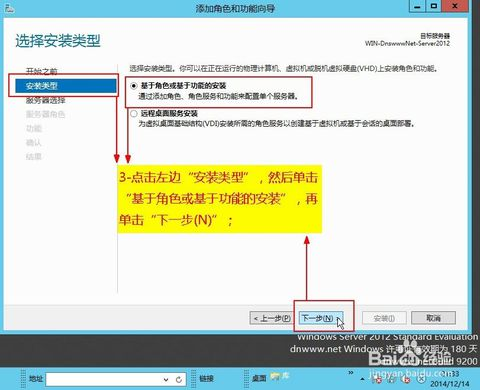 添加角色和功能向导
选择安装类型
目标服务器
WIN-DnswwwNet-Server2012
开始之前
安装类型
服务器选择
服务器角色
功能
确认
结果
选择安装类型。你可以在正在运行的物理计算机、虚拟机或脱机虚拟硬盘(VHD)上安装角色和功能。
基于角色或基于功能的安装
通过添加角色、角色服务和功能来配置单个服务器。
远程桌面服务安装
为虚拟桌面基础结构(VDI)安装所需的角色服务以创建基于虚拟机或基于会话的桌面部署。
3-点击左边“安装类型”，然后单击
“基于角色或基于功能的安装”，再
单击“下一步(N)”；
< 上一步(P)
下一步(N) >
安装(I)
取消
Windows Server 2012 Standard Evaluation
dnwww.net Windows 许可证有效期为 180 天
Build 9200
地址
链接
桌面
库
2014/12/14
Baidu经验
jingyan.baidu.com